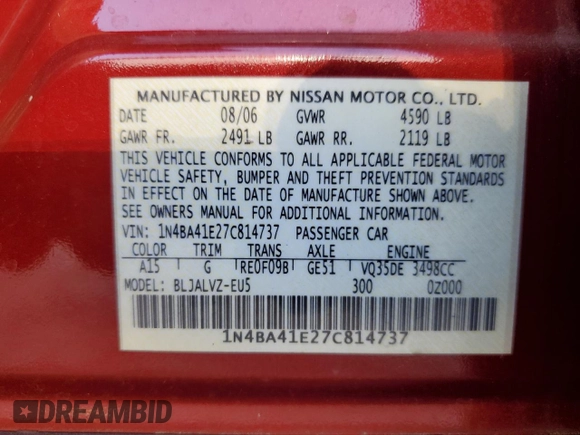 MANUFACTURED BY NISSAN MOTOR CO., LTD.
DATE 08/06 GVWR 4590 LB
GAWR FR. 2491 LB GAWR RR. 2119 LB
THIS VEHICLE CONFORMS TO ALL APPLICABLE FEDERAL MOTOR
VEHICLE SAFETY, BUMPER AND THEFT PREVENTION STANDARDS
IN EFFECT ON THE DATE OF MANUFACTURE SHOWN ABOVE.
SEE OWNERS MANUAL FOR ADDITIONAL INFORMATION.
VIN: 1N4BA41E27C814737 PASSENGER CAR
COLOR TRIM TRANS AXLE ENGINE
A15 G RE0F09B GE51 VQ35DE 3498CC
MODEL: BLJALVZ-EU5 300 0Z000
1N4BA41E27C814737
DREAMBID